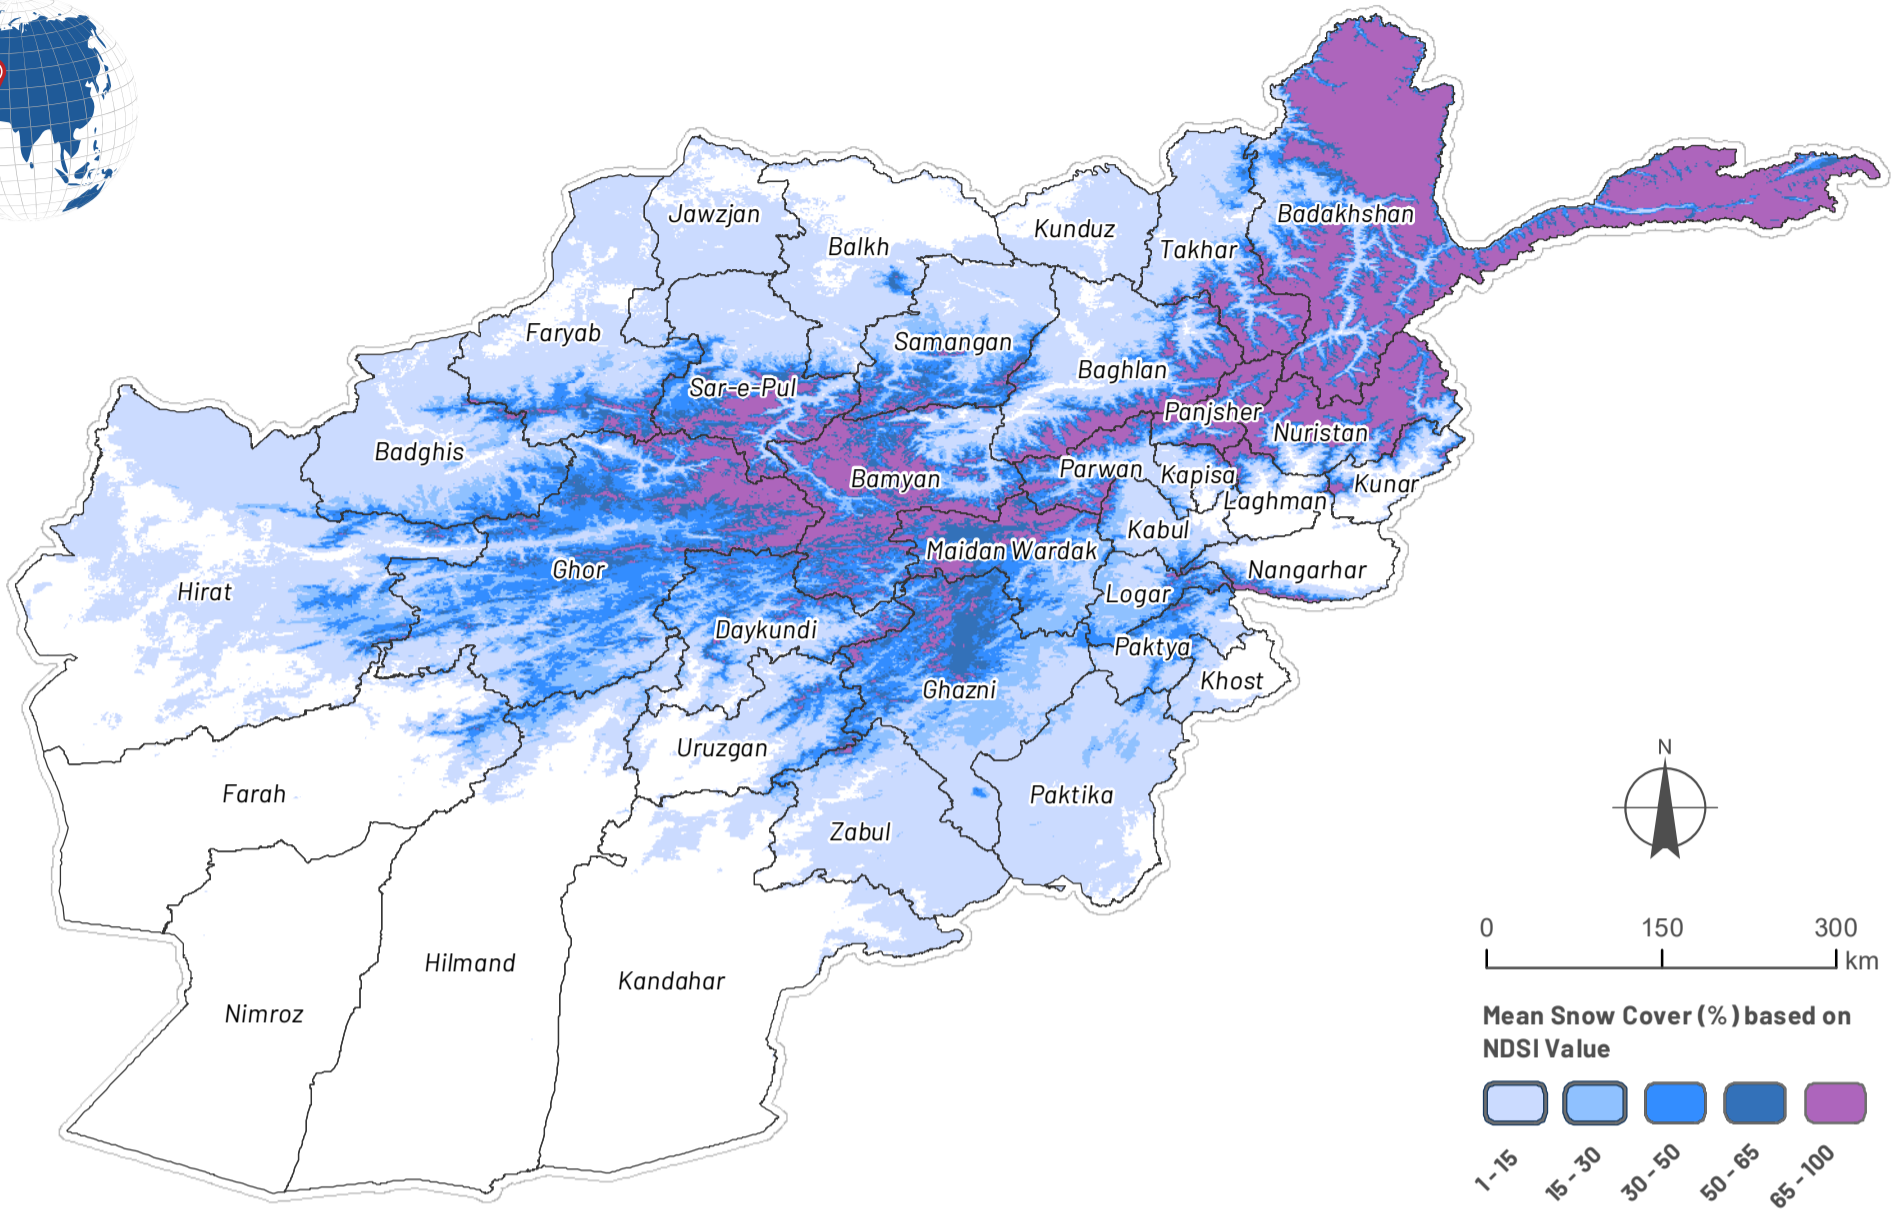 Jawzjan
Balkh
Kunduz
Takhar
Badakhshan
Faryab
Samangan
Sar-e-Pul
Baghlan
Panjsher
Nuristan
Badghis
Bamyan
Parwan
Kapisa
Kunar
Laghman
Kabul
Maidan Wardak
Hirat
Ghor
Nangarhar
Logar
Daykundi
Paktya
Ghazni
Khost
Uruzgan
Farah
Paktika
Zabul
Hilmand
Kandahar
Nimroz
N
0 150 300
km
Mean Snow Cover (%) based on
NDSI Value
1 - 15
15 - 30
30 - 50
50 - 65
65 - 100